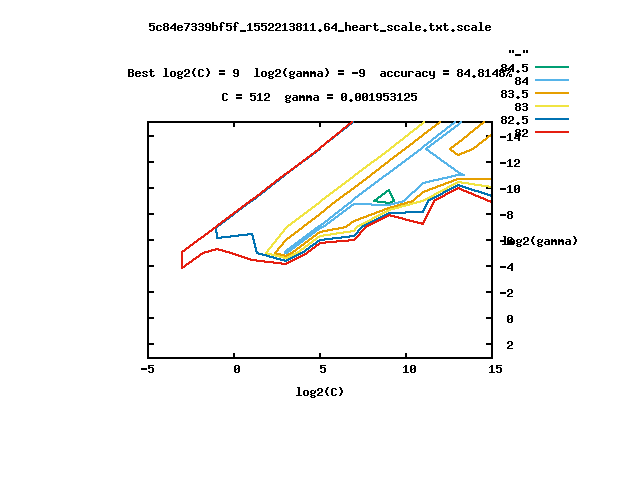 5c84e7339bf5f_1552213811.64_heart_scale.txt.scale
"-"
84.5
Best log2(C) = 9 log2(gamma) = -9 accuracy = 84.8148%
84
83.5
C = 512 gamma = 0.001953125
83
82.5
82
-14
-12
-10
-8
-6
log2(gamma)
-4
-2
0
2
-5 0 5 10 15
log2(C)